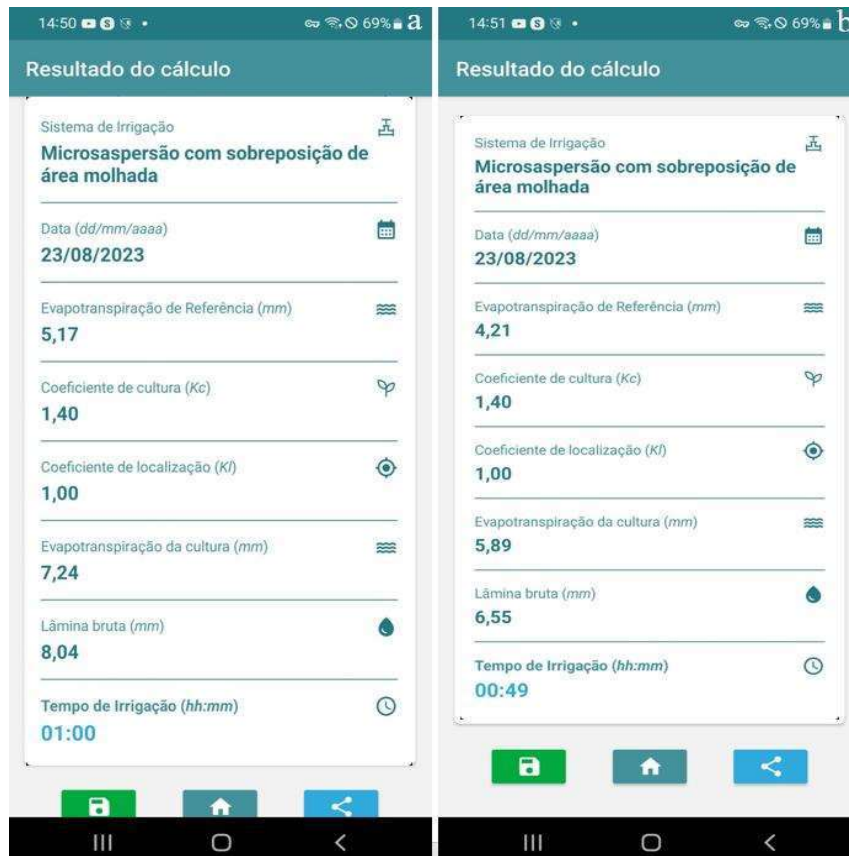 14:50 S 69% a
Resultado do cálculo
Sistema de Irrigação
Microsaspersão com sobreposição de
área molhada
Data (dd/mm/aaaa)
23/08/2023
Evapotranspiração de Referência (mm)
5,17
Coeficiente de cultura (Kc)
1,40
Coeficiente de localização (Kl)
1,00
Evapotranspiração da cultura (mm)
7,24
Lâmina bruta (mm)
8,04
Tempo de Irrigação (hh:mm)
01:00
14:51 S 69% b
Resultado do cálculo
Sistema de Irrigação
Microsaspersão com sobreposição de
área molhada
Data (dd/mm/aaaa)
23/08/2023
Evapotranspiração de Referência (mm)
4,21
Coeficiente de cultura (Kc)
1,40
Coeficiente de localização (Kl)
1,00
Evapotranspiração da cultura (mm)
5,89
Lâmina bruta (mm)
6,55
Tempo de Irrigação (hh:mm)
00:49